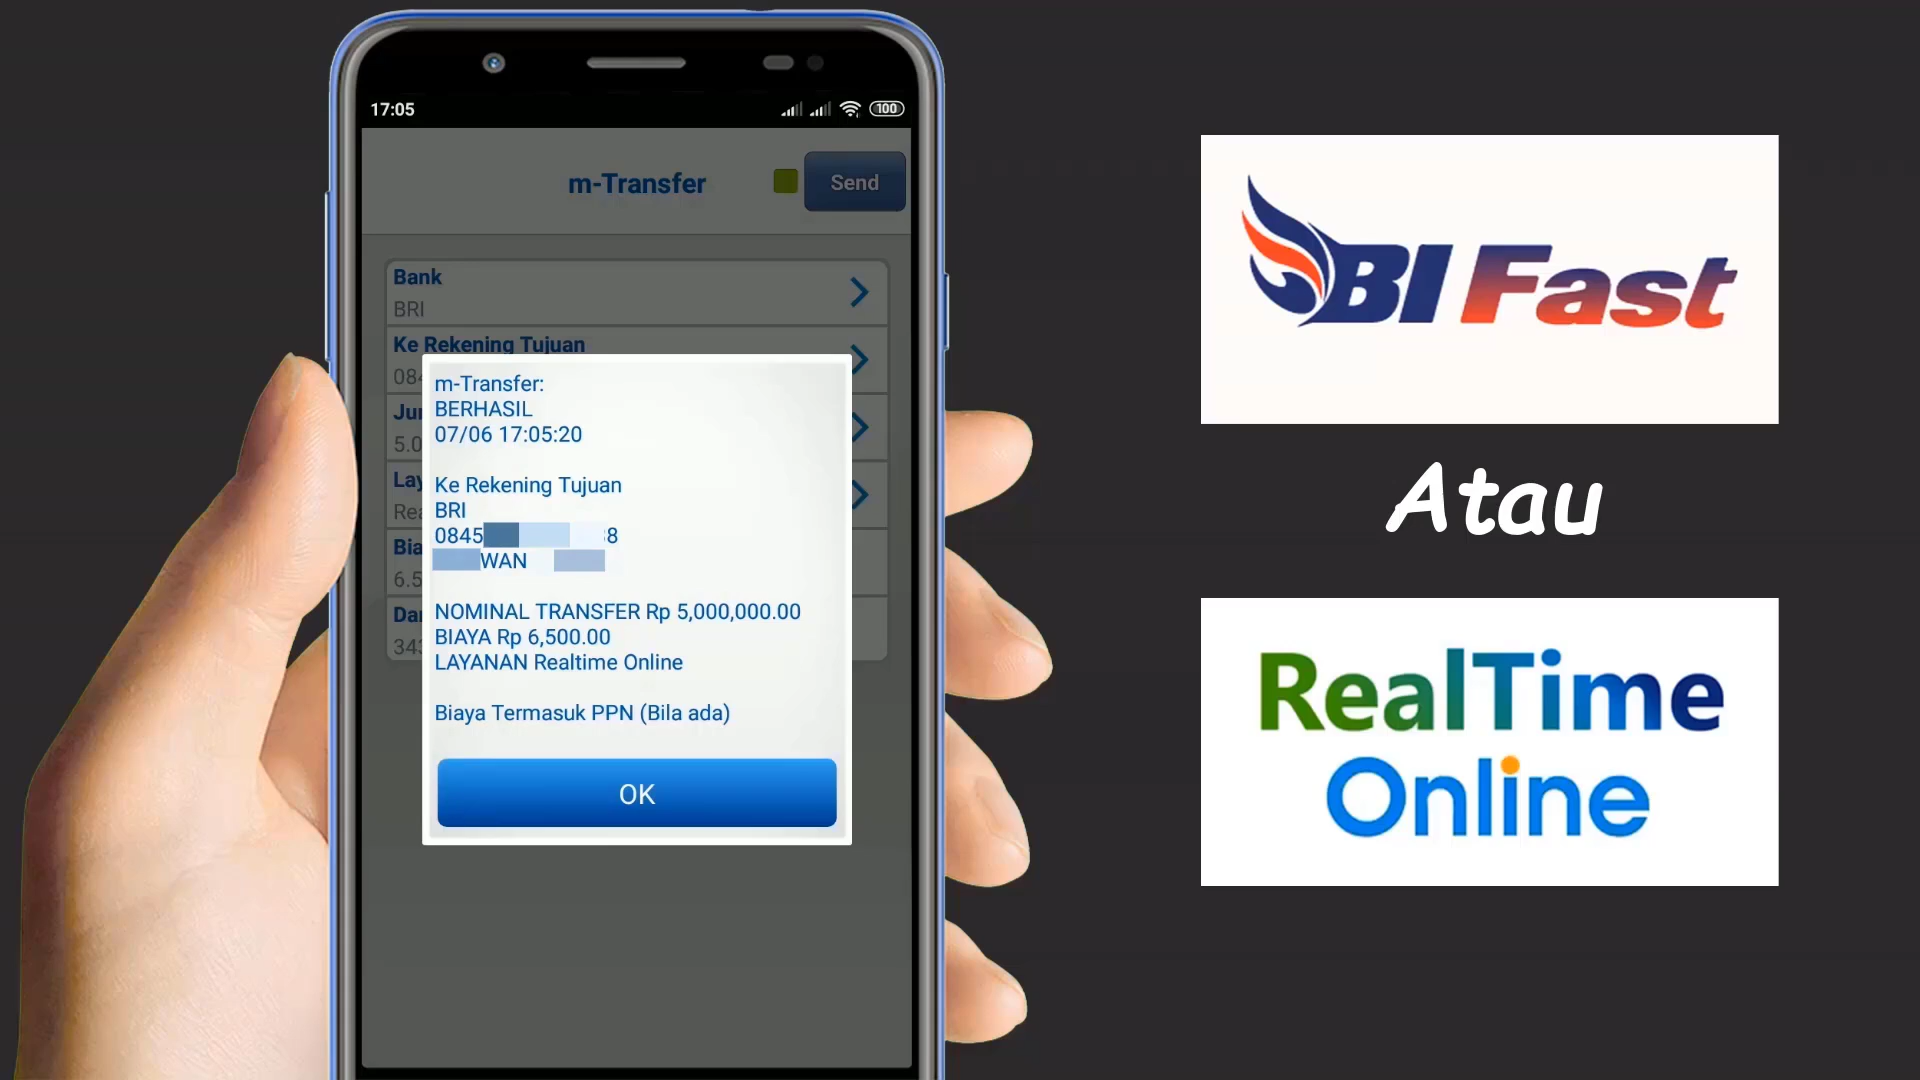 17:05
100
m-Transfer
Send
Bank
BRI
Ke Rekening Tujuan
m-Transfer:
BERHASIL
07/06 17:05:20
Ke Rekening Tujuan
BRI
0845 8
WAN
NOMINAL TRANSFER Rp 5,000,000.00
BIAYA Rp 6,500.00
LAYANAN Realtime Online
Biaya Termasuk PPN (Bila ada)
OK
BI Fast
Atau
RealTime
Online